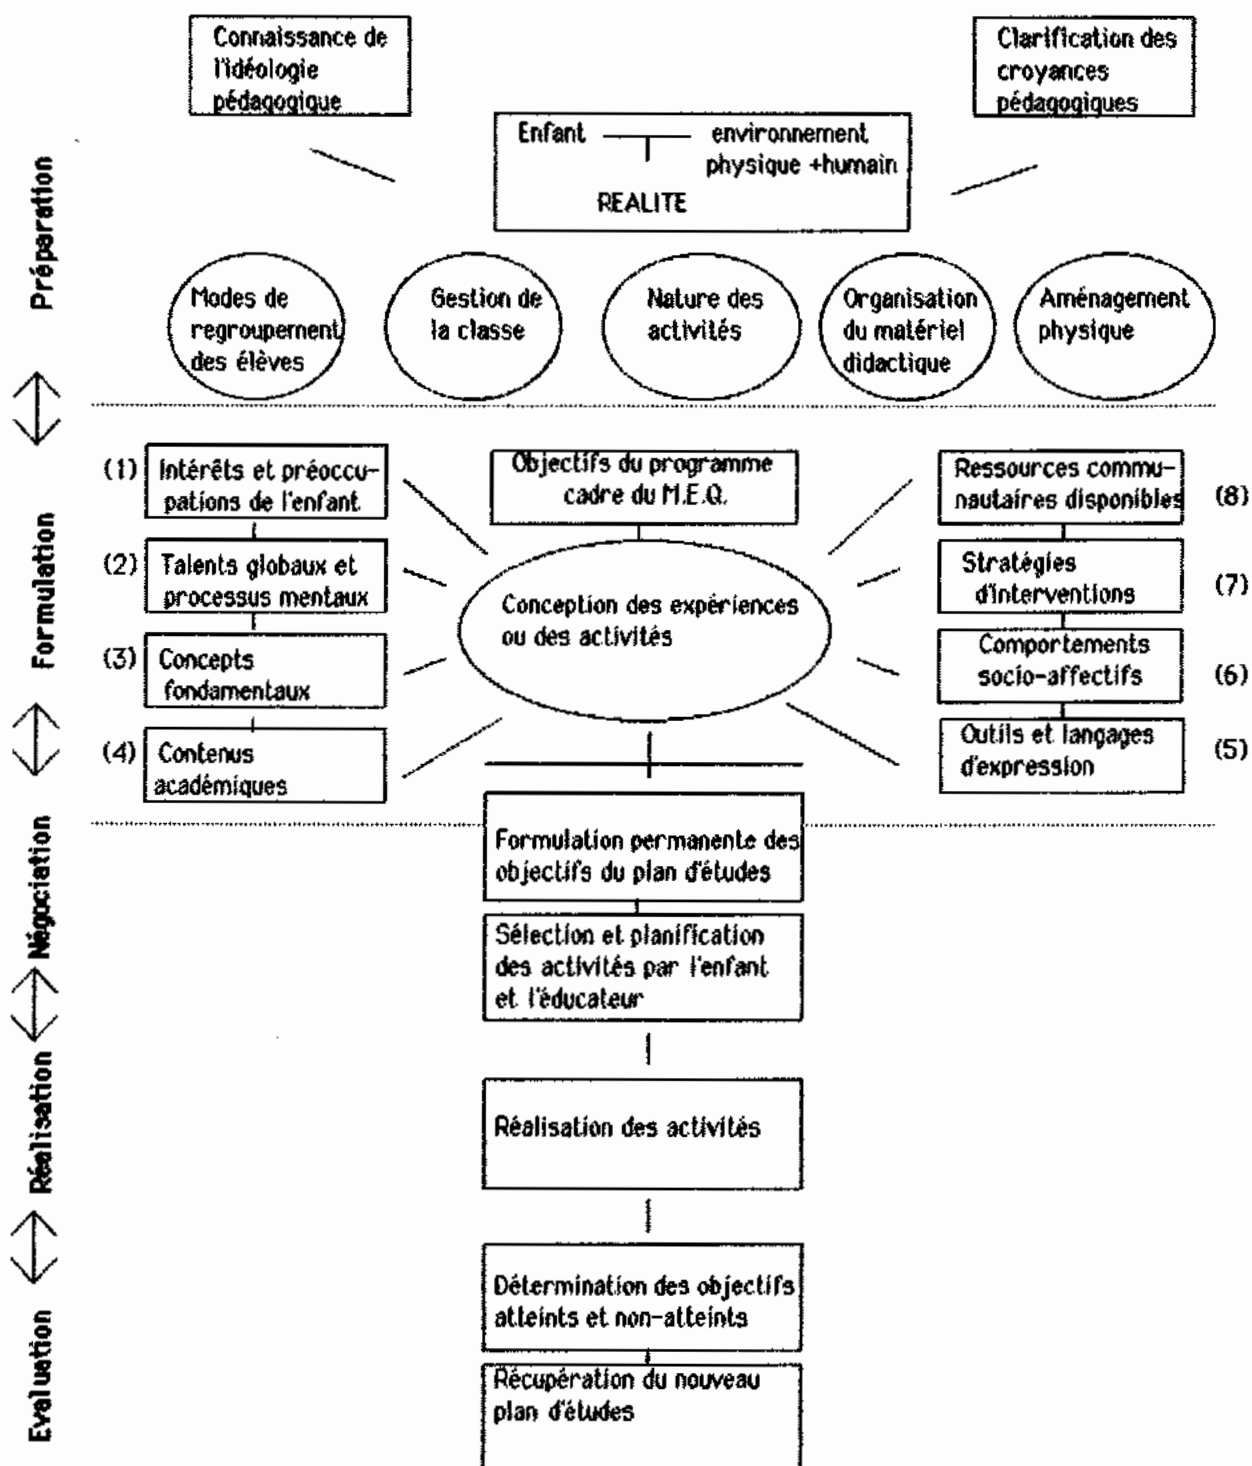 Connaissance de
l'idéologie
pédagogique
Clarification des
croyances
pédagogiques
Enfant
environnement
physique +humain
REALITE
Préparation
Modes de
regroupement
des élèves
Gestion de
la classe
Nature des
activités
Organisation
du matériel
didactique
Aménagement
physique
Formulation
(1)
Intérêts et préoccu-
pations de l'enfant.
(2)
Talents globaux et
processus mentaux
(3)
Concepts
fondamentaux
(4)
Contenus
académiques
Objectifs du programme
cadre du M.E.Q.
Conception des expériences
ou des activités
Ressources commu-
nautaires disponibles
(8)
Stratégies
d'interventions
(7)
Comportements
socio-affectifs
(6)
Outils et langages
d'expression
(5)
Négociation
Formulation permanente des
objectifs du plan d'études
Sélection et planification
des activités par l'enfant
et l'éducateur
Réalisation
Réalisation des activités
Evaluation
Détermination des objectifs
atteints et non-atteints
Récupération du nouveau
plan d'études